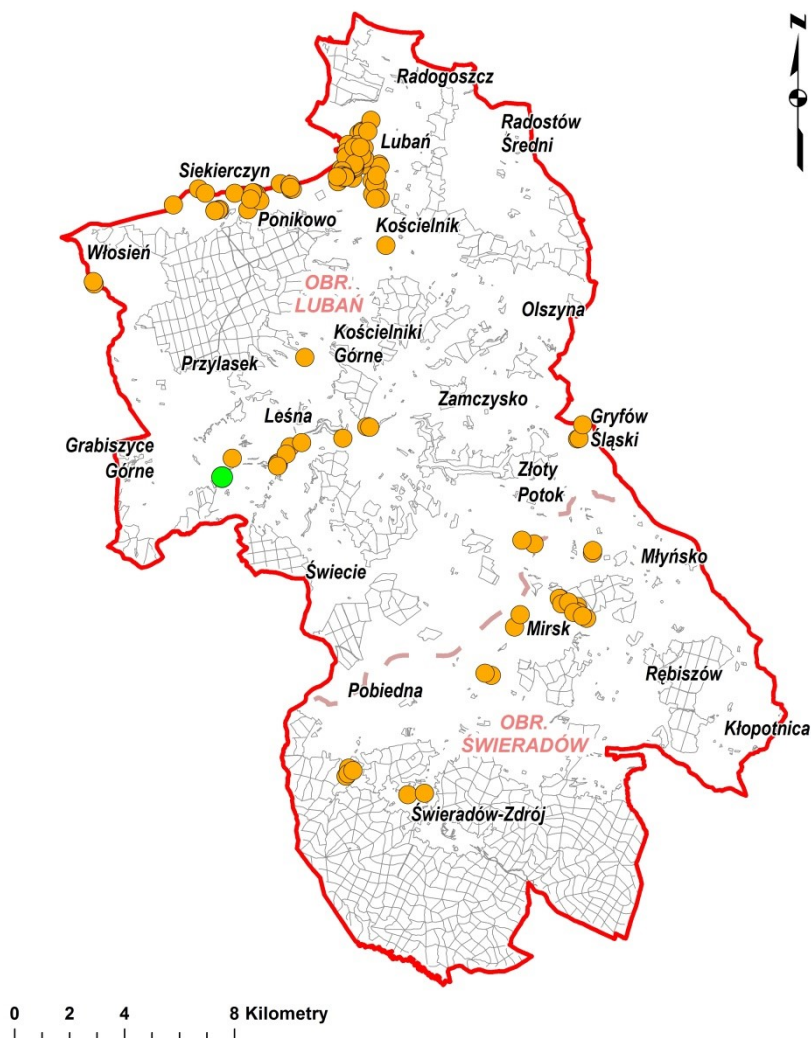 N
Radogoszcz
Radostów
Średni
Lubań
Siekierczyn
Ponikowo
Kościelnik
Włosień
OBR.
LUBAŃ
Olszyna
Kościelniki
Górne
Przylasek
Zamczysko
Leśna
Gryfów
Śląski
Grabiszyce
Górne
Złoty
Potok
Młyńsko
Świecie
Mirsk
Rębiszów
Pobiedna
Kłopotnica
OBR.
ŚWIERADÓW
Świeradów-Zdrój
0 2 4 8 Kilometry